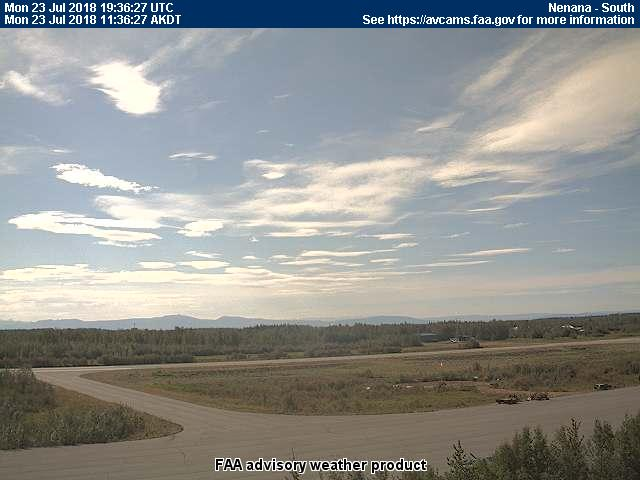 Mon 23 Jul 2018 19:36:27 UTC
Mon 23 Jul 2018 11:36:27 AKDT
Nenana - South
See https://avcams.faa.gov for more information
FAA advisory weather product